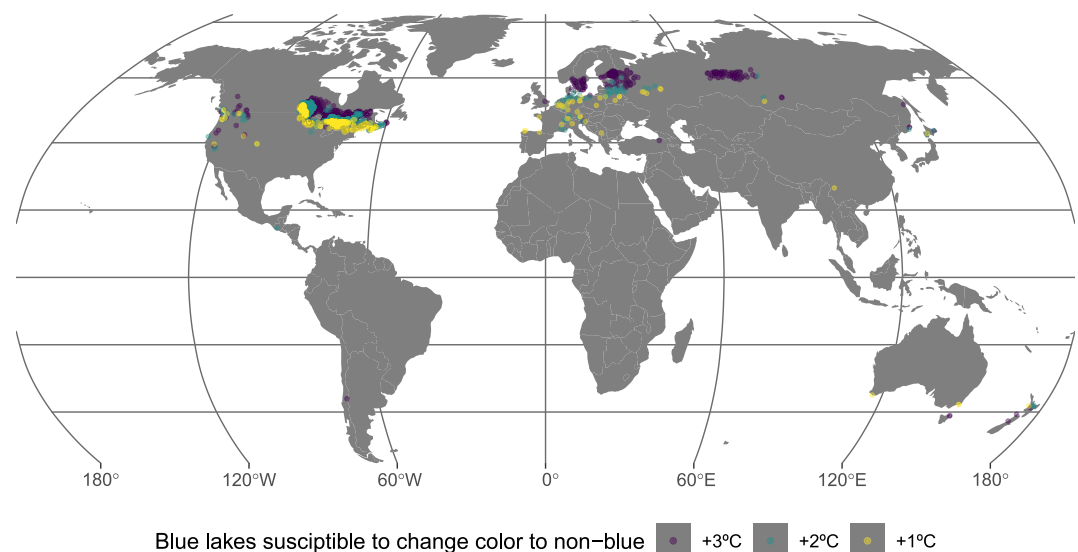 180° 120°W 60°W 0° 60°E 120°E 180°
Blue lakes susciptible to change color to non−blue +3ºC +2ºC +1ºC